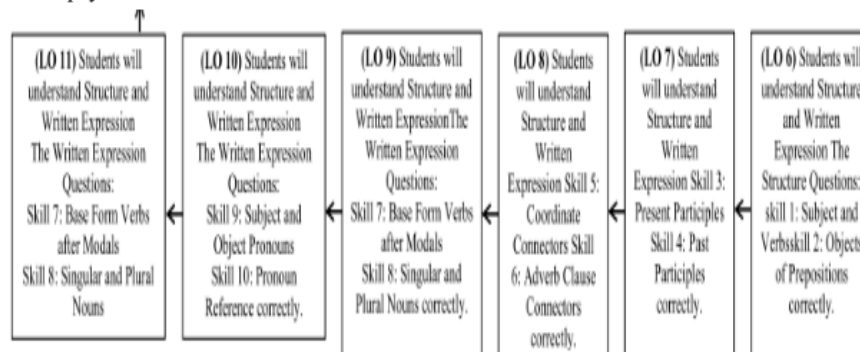 (LO 11) Students will
understand Structure and
Written Expression
The Written Expression
Questions:
Skill 7: Base Form Verbs
after Modals
Skill 8: Singular and Plural
Nouns
(LO 10) Students will
understand Structure and
Written Expression
The Written Expression
Questions:
Skill 9: Subject and
Object Pronouns
Skill 10: Pronoun
Reference correctly.
(LO 9) Students will
understand Structure and
Written ExpressionThe
Written Expression
Questions:
Skill 7: Base Form Verbs
after Modals
Skill 8: Singular and
Plural Nouns correctly.
(LO 8) Students
will understand
Structure and
Written
Expression Skill 5:
Coordinate
Connectors Skill
6: Adverb Clause
Connectors
correctly.
(LO 7) Students
will understand
Structure and
Written
Expression Skill 3:
Present Participles
Skill 4: Past
Participles
correctly.
(LO 6) Students will
understand Structure
and Written
Expression The
Structure Questions:
skill 1: Subject and
Verbsskill 2: Objects
of Prepositions
correctly.